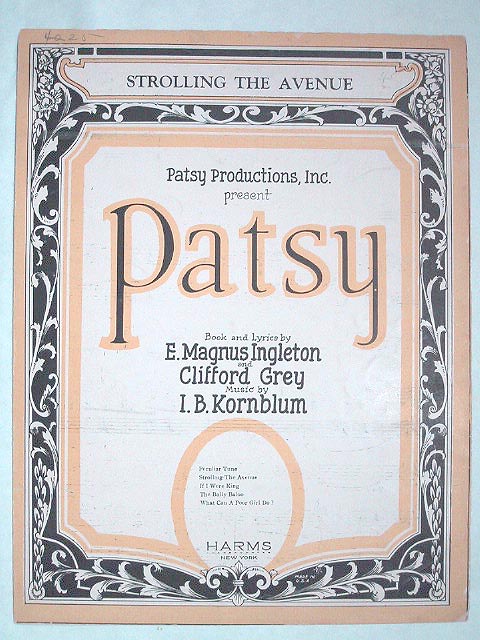 4225
STROLLING THE AVENUE
Patsy Productions, Inc.
present
Patsy
Book and Lyrics by
E. Magnus Ingleton
and
Clifford Grey
Music by
I. B. Kornblum
Peculiar Tune
Strolling The Avenue
If I Were King
The Bally Baloo
What Can A Poor Girl Do?
HARMS
NEW YORK
MADE IN
U.S.A